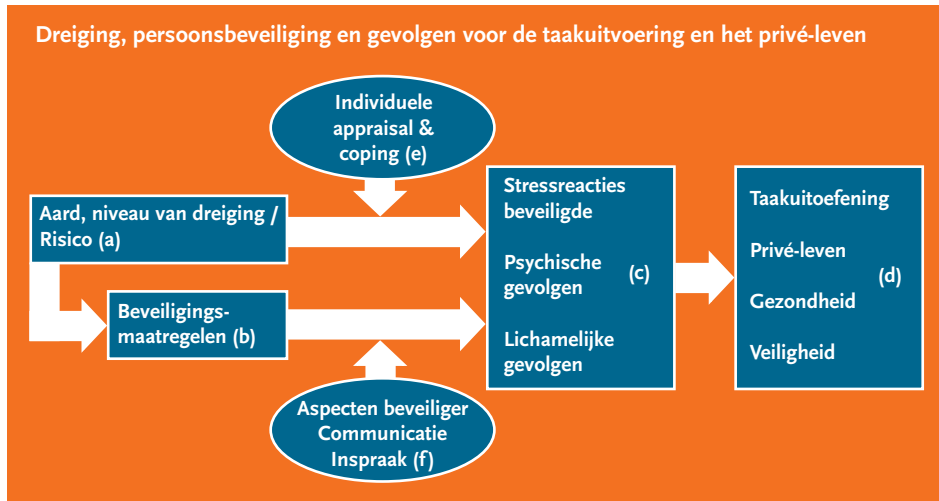 Dreiging, persoonsbeveiliging en gevolgen voor de taakuitvoering en het privé-leven
Individuele
appraisal &
coping (e)
Aard, niveau van dreiging /
Risico (a)
Beveiligings-
maatregelen (b)
Aspecten beveiliger
Communicatie
Inspraak (f)
Stressreacties
beveiligde
Psychische
gevolgen
(c)
Lichamelijke
gevolgen
Taakuitoefening
Privé-leven
(d)
Gezondheid
Veiligheid